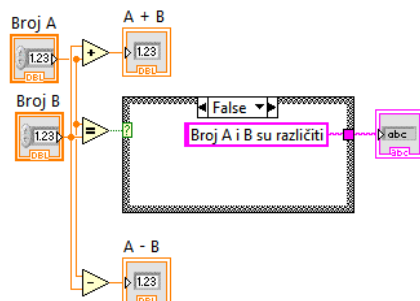 Broj A
A + B
1.23
DBL
+
1.23
DBL
Broj B
False
1.23
DBL
=
?
Broj A i B su različiti
abc
abc
A - B
-
1.23
DBL